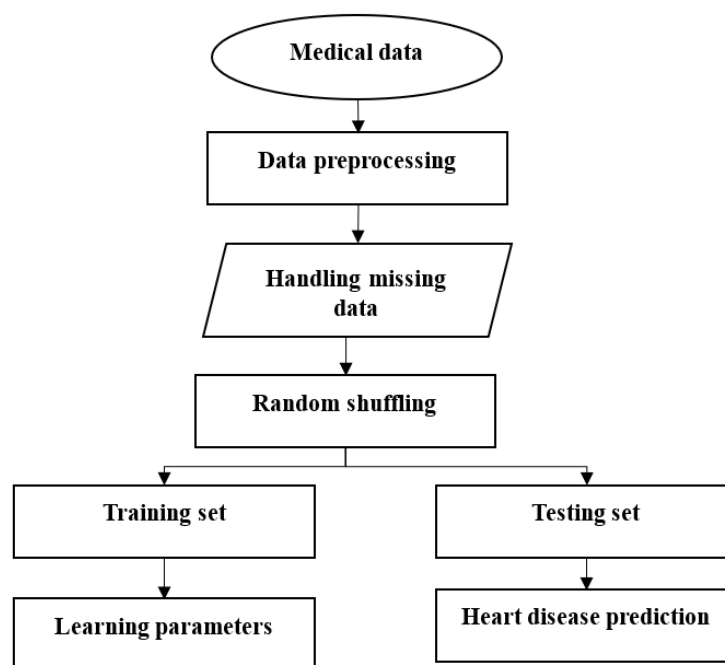 Medical data
Data preprocessing
Handling missing
data
Random shuffling
Training set
Testing set
Learning parameters
Heart disease prediction